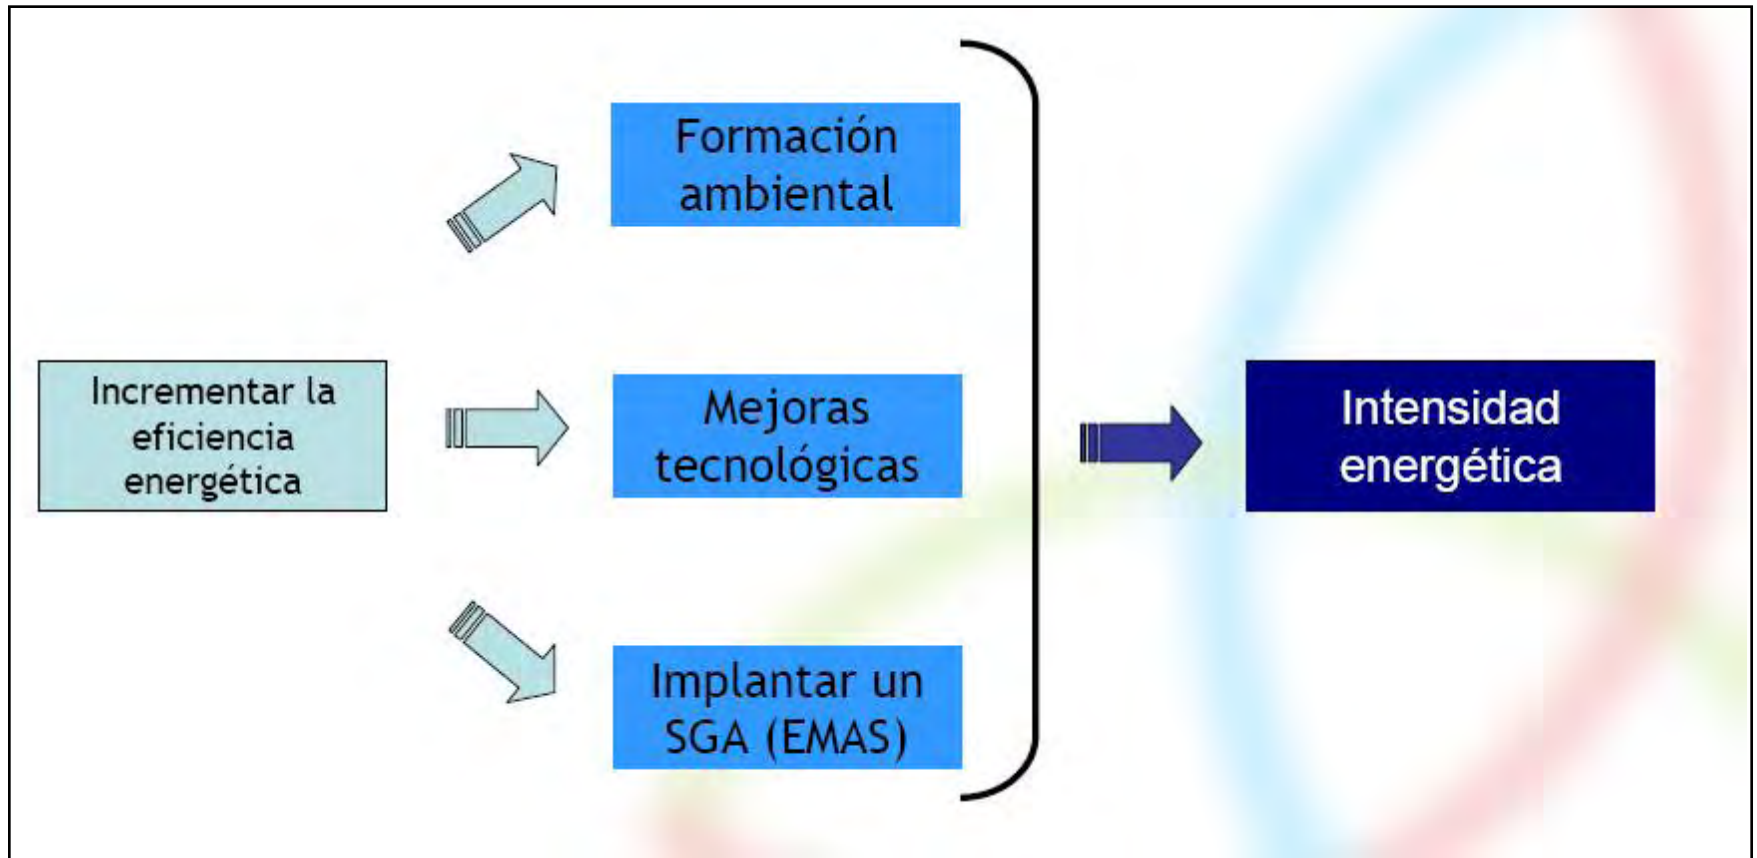 Formación
ambiental
Incrementar la
eficiencia
energética
Mejoras
tecnológicas
Intensidad
energética
Implantar un
SGA (EMAS)